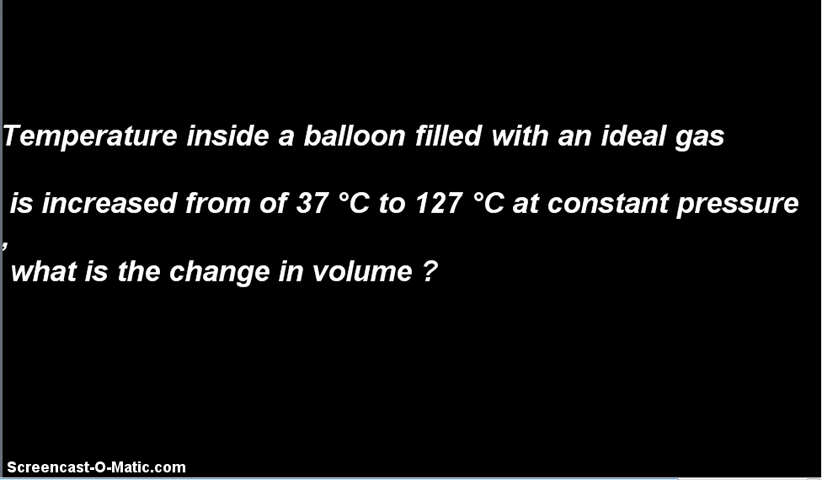 Temperature inside a balloon filled with an ideal gas
is increased from of 37 °C to 127 °C at constant pressure
,
what is the change in volume ?
Screencast-O-Matic.com